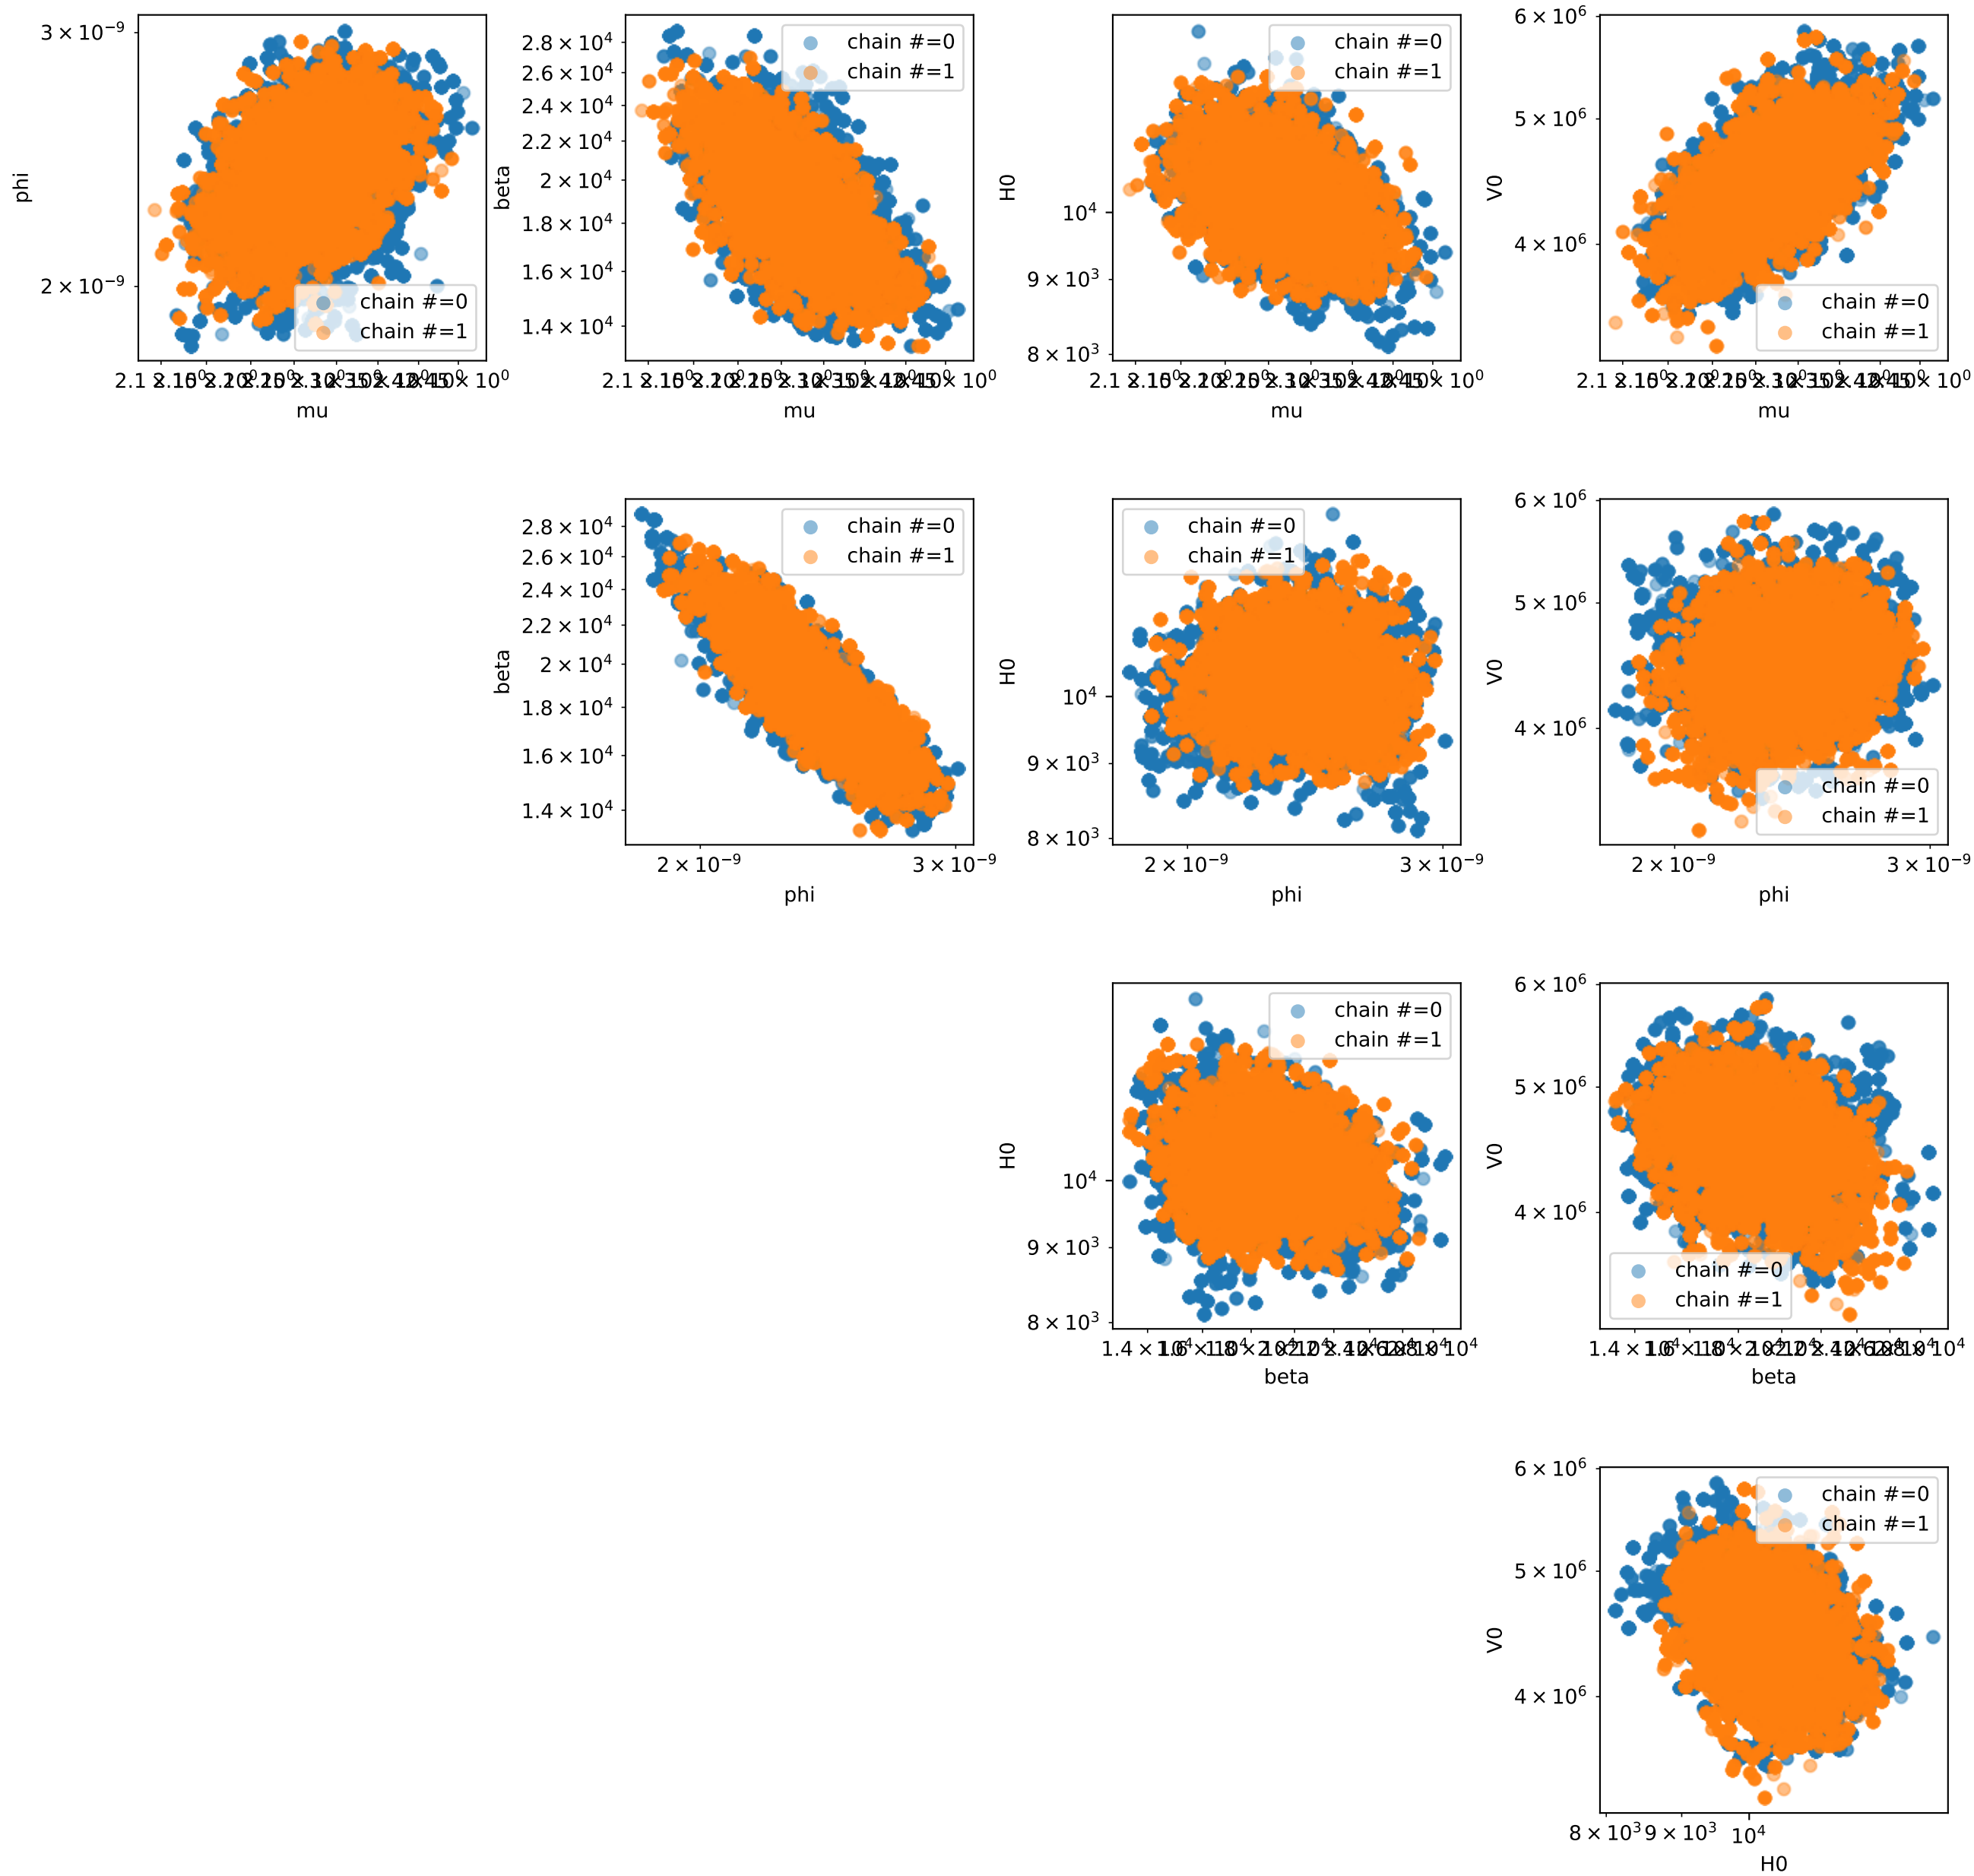 3 × 10⁻⁹
2 × 10⁻⁹
phi
chain #=0
chain #=1
mu
2.8 × 10⁴
2.6 × 10⁴
2.4 × 10⁴
2.2 × 10⁴
2 × 10⁴
1.8 × 10⁴
1.6 × 10⁴
1.4 × 10⁴
beta
chain #=0
chain #=1
mu
10⁴
9 × 10³
8 × 10³
H0
chain #=0
chain #=1
mu
6 × 10⁶
5 × 10⁶
4 × 10⁶
V0
chain #=0
chain #=1
mu
2.8 × 10⁴
2.6 × 10⁴
2.4 × 10⁴
2.2 × 10⁴
2 × 10⁴
1.8 × 10⁴
1.6 × 10⁴
1.4 × 10⁴
beta
chain #=0
chain #=1
2 × 10⁻⁹ 3 × 10⁻⁹
phi
10⁴
9 × 10³
8 × 10³
H0
chain #=0
chain #=1
2 × 10⁻⁹ 3 × 10⁻⁹
phi
6 × 10⁶
5 × 10⁶
4 × 10⁶
V0
chain #=0
chain #=1
2 × 10⁻⁹ 3 × 10⁻⁹
phi
10⁴
9 × 10³
8 × 10³
H0
chain #=0
chain #=1
beta
6 × 10⁶
5 × 10⁶
4 × 10⁶
V0
chain #=0
chain #=1
beta
6 × 10⁶
5 × 10⁶
4 × 10⁶
V0
chain #=0
chain #=1
8 × 10³ 9 × 10³ 10⁴
H0